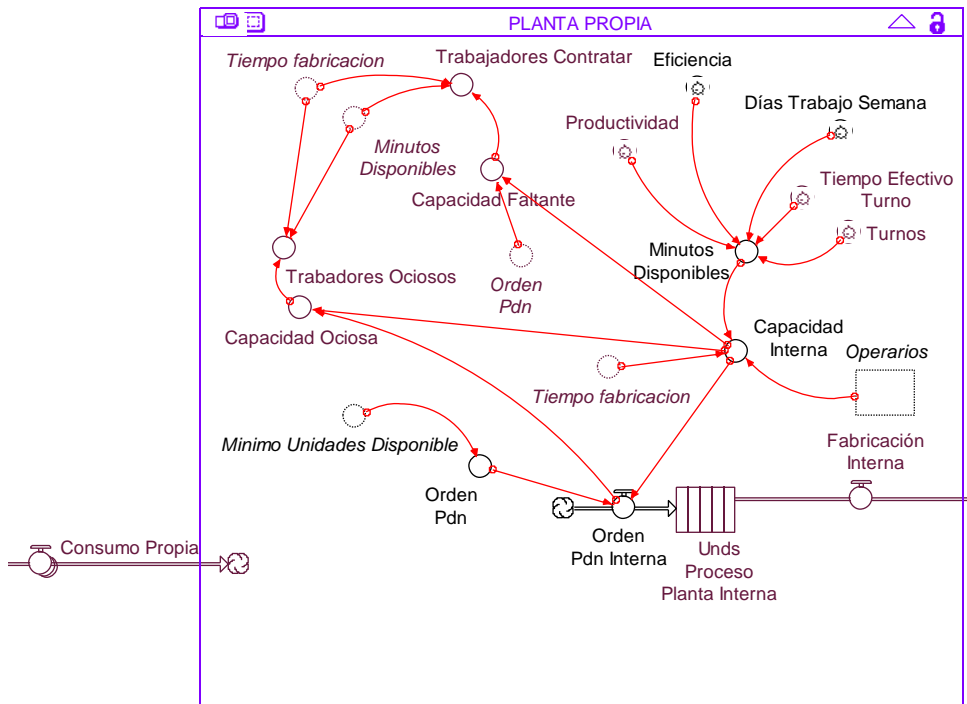 PLANTA PROPIA
Tiempo fabricacion
Trabajadores Contratar
Eficiencia
Días Trabajo Semana
Productividad
Minutos
Disponibles
Tiempo Efectivo
Turno
Capacidad Faltante
Turnos
Minutos
Disponibles
Trabadores Ociosos
Orden
Pdn
Capacidad Ociosa
Capacidad
Interna
Operarios
Tiempo fabricacion
Minimo Unidades Disponible
Fabricación
Interna
Orden
Pdn
Orden
Pdn Interna
Unds
Proceso
Planta Interna
Consumo Propia